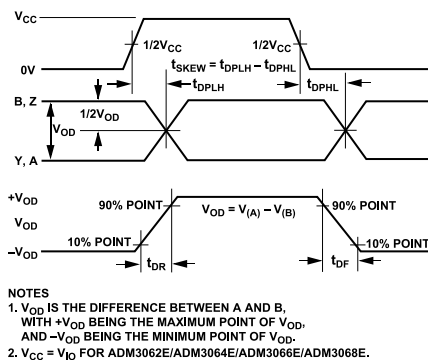 VCC
1/2VCC
1/2VCC
tSKEW = tDPLH – tDPHL
0V
tDPLH
tDPHL
B, Z
1/2VOD
VOD
Y, A
+VOD
90% POINT
VOD = V(A) – V(B)
90% POINT
VOD
10% POINT
10% POINT
–VOD
tDR
tDF
NOTES
1. VOD IS THE DIFFERENCE BETWEEN A AND B,
WITH +VOD BEING THE MAXIMUM POINT OF VOD,
AND –VOD BEING THE MINIMUM POINT OF VOD.
2. VCC = VIO FOR ADM3062E/ADM3064E/ADM3066E/ADM3068E.